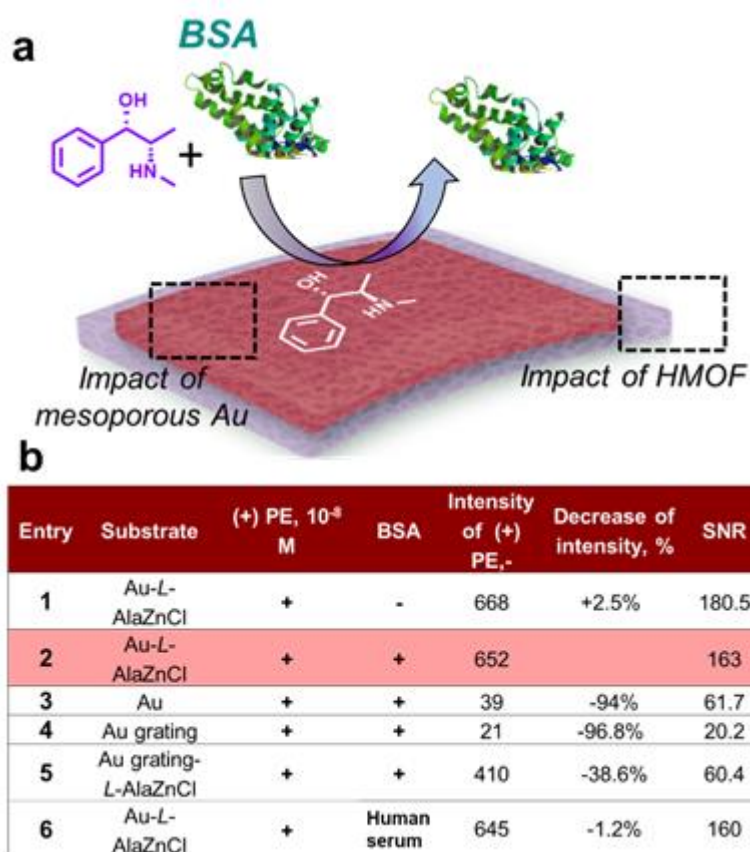 a
BSA
OH
HN
+
OH
HN
Impact of
mesoporous Au
Impact of HMOF
b
Entry Substrate (+) PE, 10⁻⁸ M BSA Intensity of (+) PE,- Decrease of intensity, % SNR
1 Au-L-AlaZnCl + - 668 +2.5% 180.5
2 Au-L-AlaZnCl + + 652 163
3 Au + + 39 -94% 61.7
4 Au grating + + 21 -96.8% 20.2
5 Au grating-L-AlaZnCl + + 410 -38.6% 60.4
6 Au-L-AlaZnCl + Human serum 645 -1.2% 160